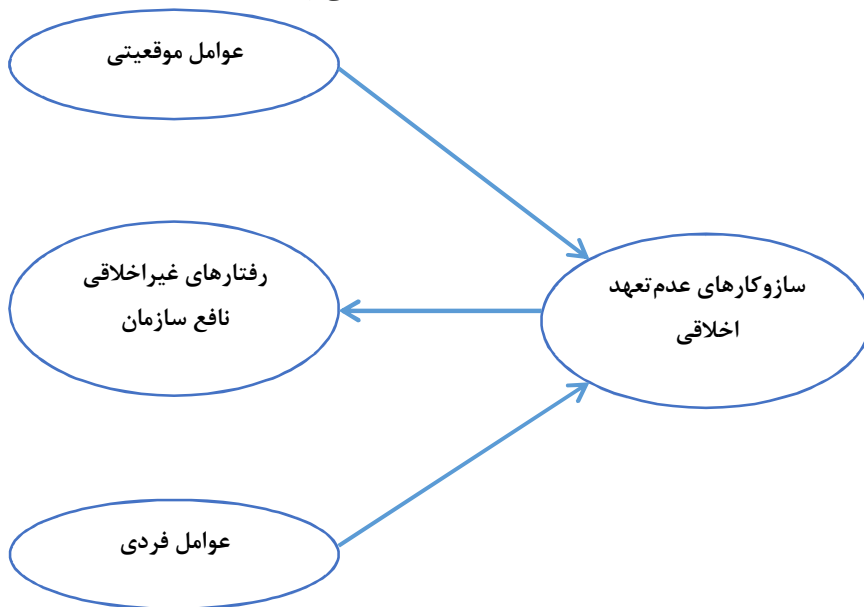 عوامل موقعیتی
رفتارهای غیراخلاقی
نافع سازمان
سازوکارهای عدم‌تعهد
اخلاقی
عوامل فردی